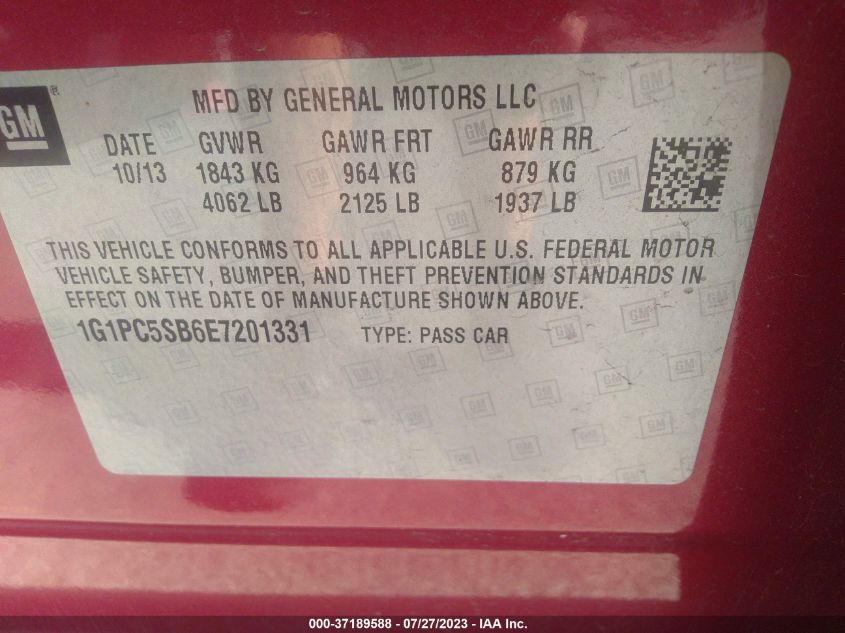 GM ®
MFD BY GENERAL MOTORS LLC
DATE GVWR GAWR FRT GAWR RR
10/13 1843 KG 964 KG 879 KG
4062 LB 2125 LB 1937 LB
THIS VEHICLE CONFORMS TO ALL APPLICABLE U.S. FEDERAL MOTOR
VEHICLE SAFETY, BUMPER, AND THEFT PREVENTION STANDARDS IN
EFFECT ON THE DATE OF MANUFACTURE SHOWN ABOVE.
1G1PC5SB6E7201331 TYPE: PASS CAR
000-37189588 - 07/27/2023 - IAA Inc.